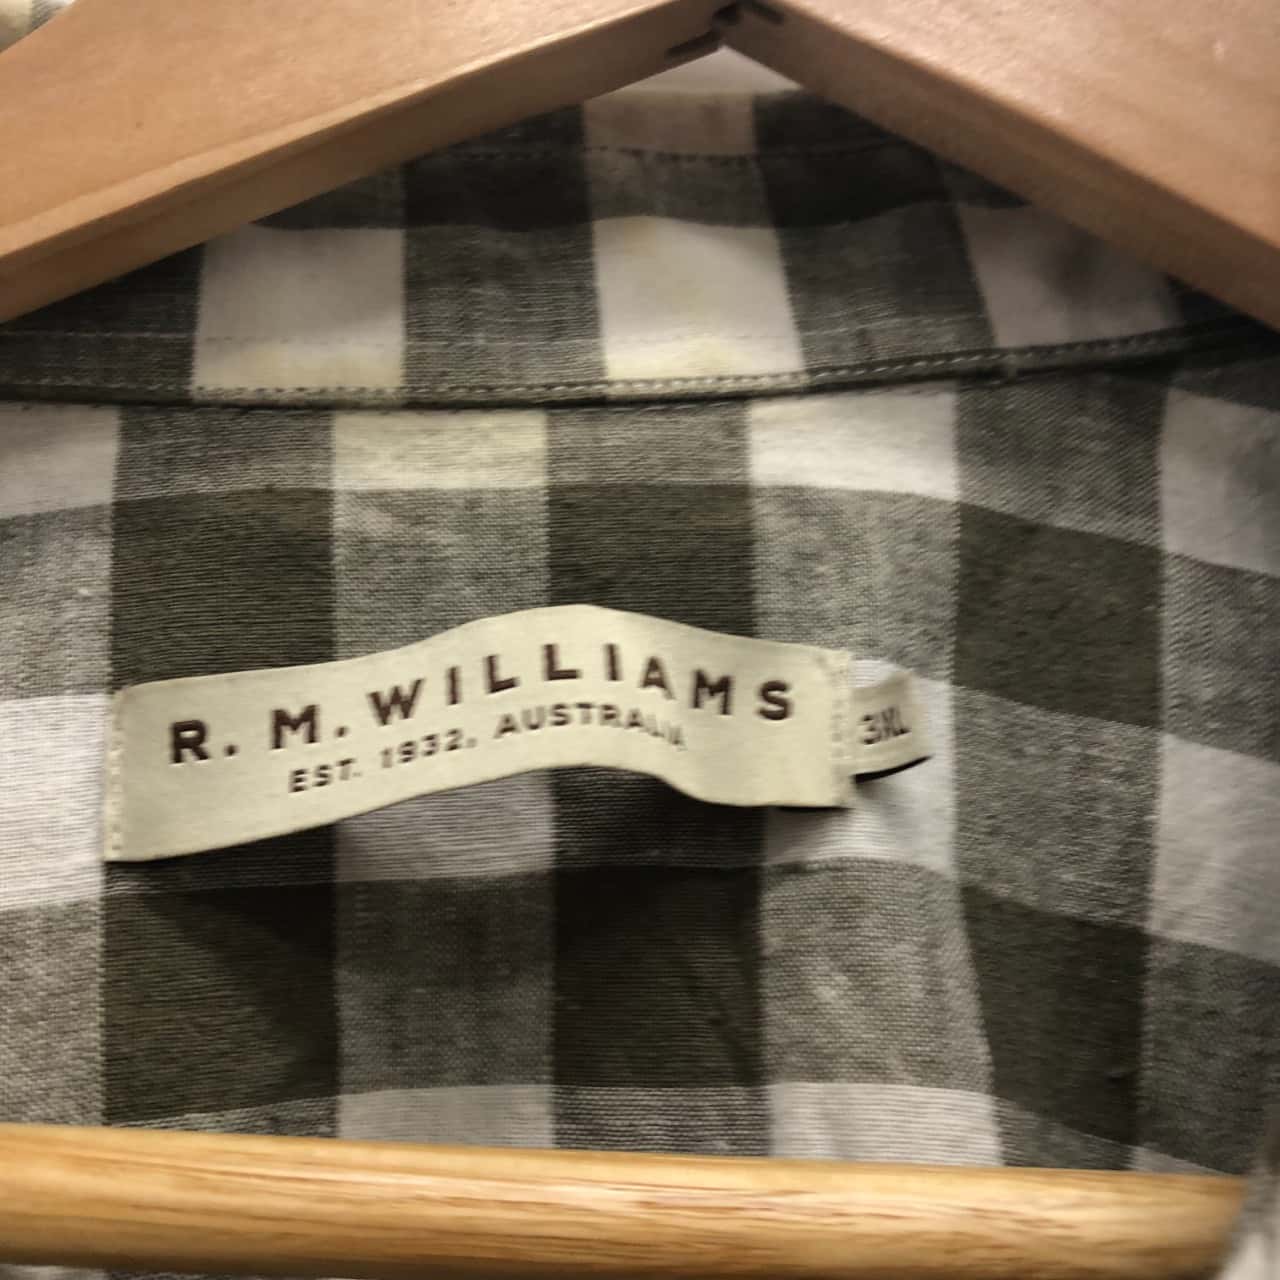 R. M. WILLIAMS
EST. 1932. AUSTRALIA
3XL